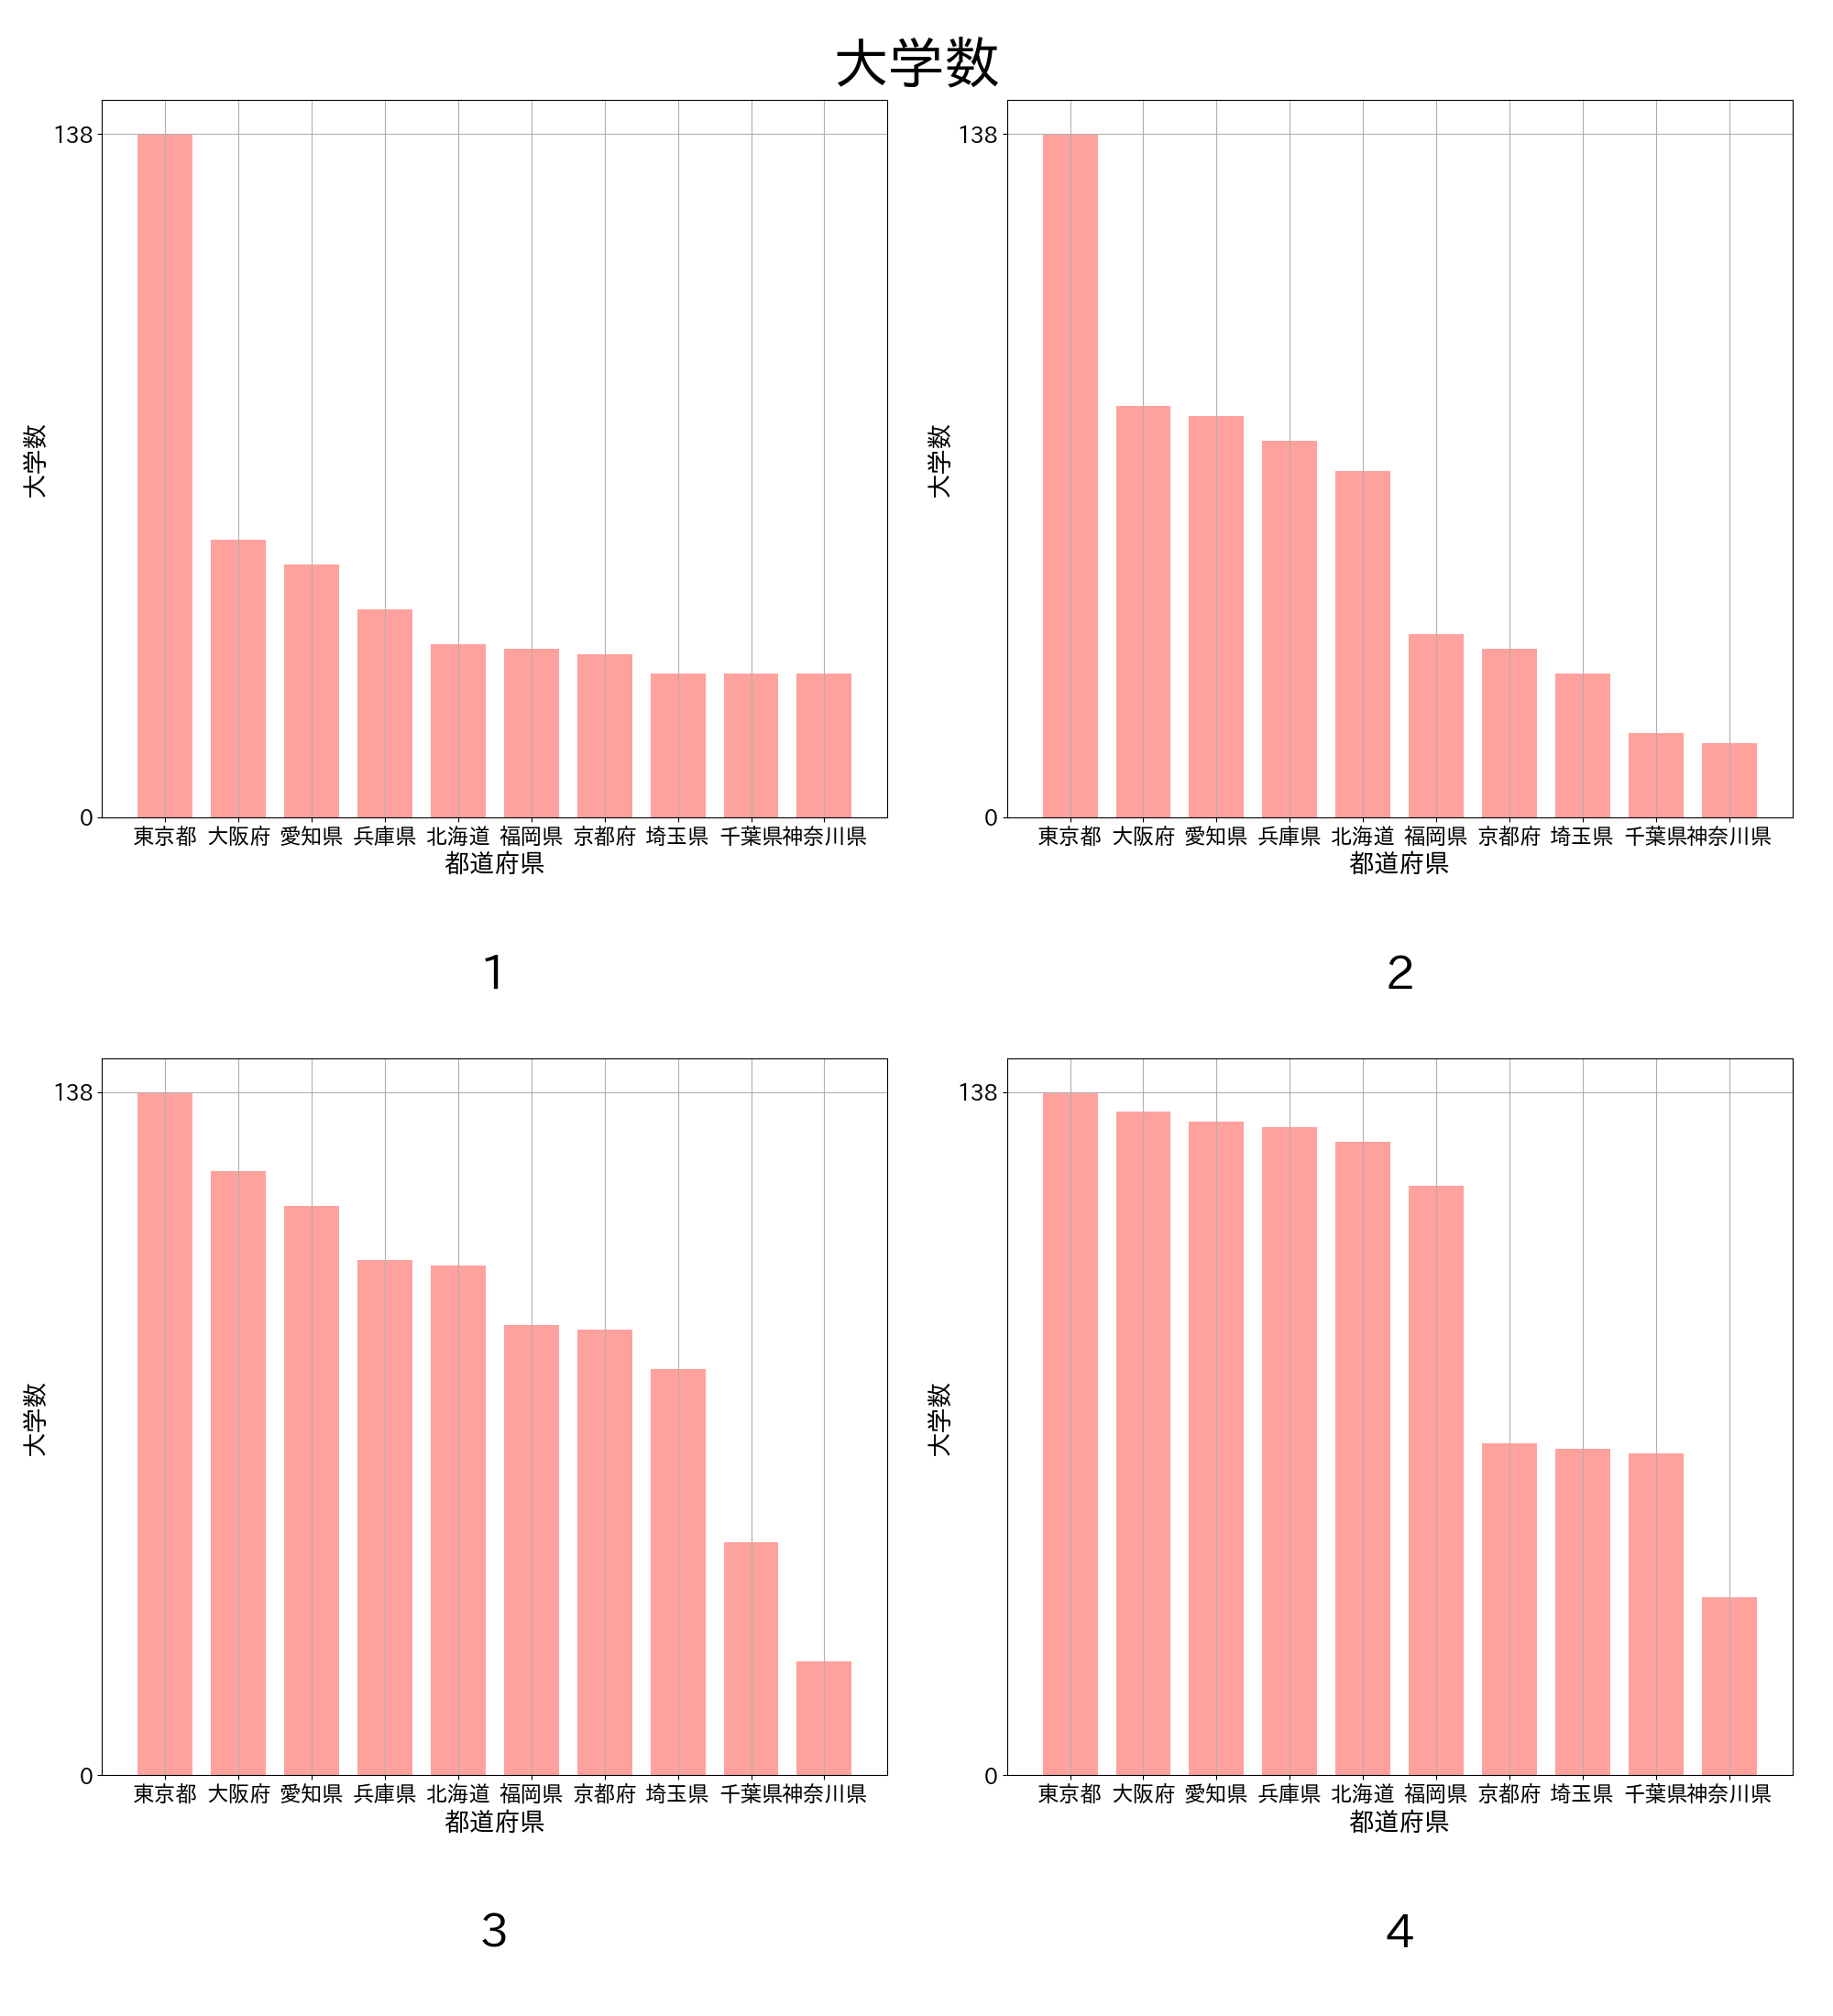 大学数
138
0
大学数
東京都 大阪府 愛知県 兵庫県 北海道 福岡県 京都府 埼玉県 千葉県 神奈川県
都道府県
1
138
0
大学数
東京都 大阪府 愛知県 兵庫県 北海道 福岡県 京都府 埼玉県 千葉県 神奈川県
都道府県
2
138
0
大学数
東京都 大阪府 愛知県 兵庫県 北海道 福岡県 京都府 埼玉県 千葉県 神奈川県
都道府県
3
138
0
大学数
東京都 大阪府 愛知県 兵庫県 北海道 福岡県 京都府 埼玉県 千葉県 神奈川県
都道府県
4